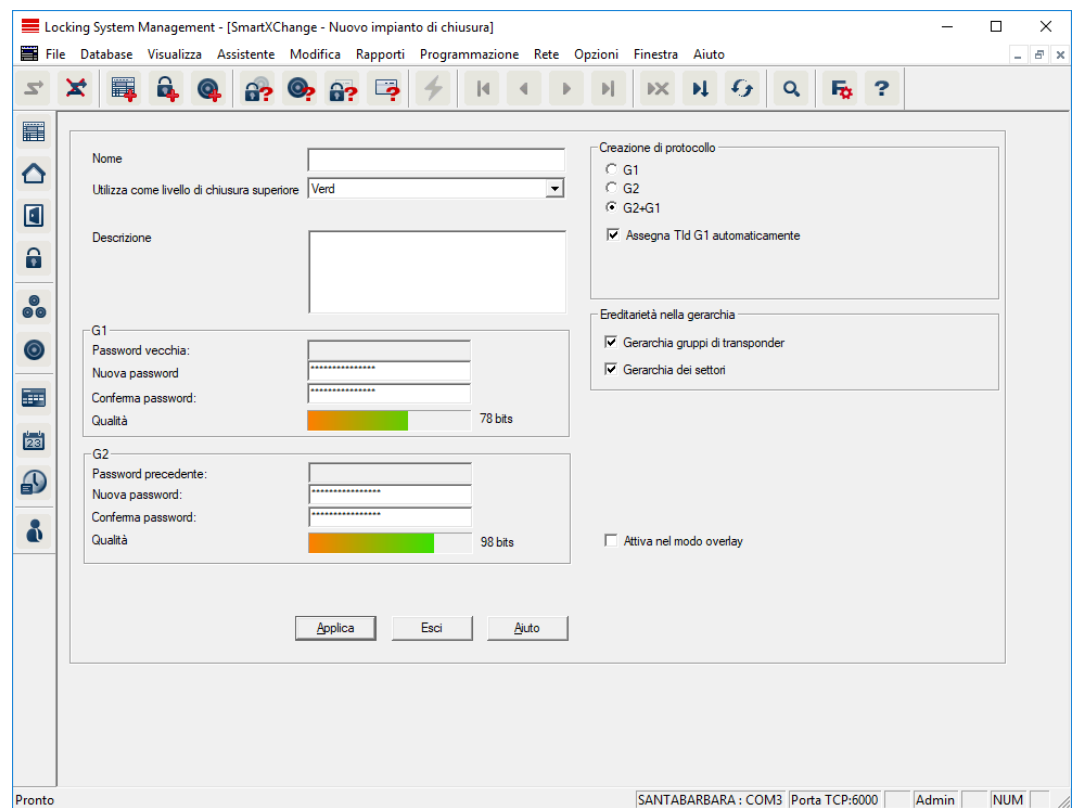 Locking System Management - [SmartXChange - Nuovo impianto di chiusura]
File Database Visualizza Assistente Modifica Rapporti Programmazione Rete Opzioni Finestra Aiuto
Nome
Utilizza come livello di chiusura superiore Verd
Descrizione
G1
Password vecchia:
Nuova password ***************
Conferma password: ***************
Qualità 78 bits
G2
Password precedente:
Nuova password: ****************
Conferma password: ****************
Qualità 98 bits
Creazione di protocollo
G1
G2
G2+G1
Assegna TId G1 automaticamente
Ereditarietà nella gerarchia
Gerarchia gruppi di transponder
Gerarchia dei settori
Attiva nel modo overlay
Applica Esci Aiuto
23
Pronto SANTABARBARA : COM3 Porta TCP:6000 Admin NUM